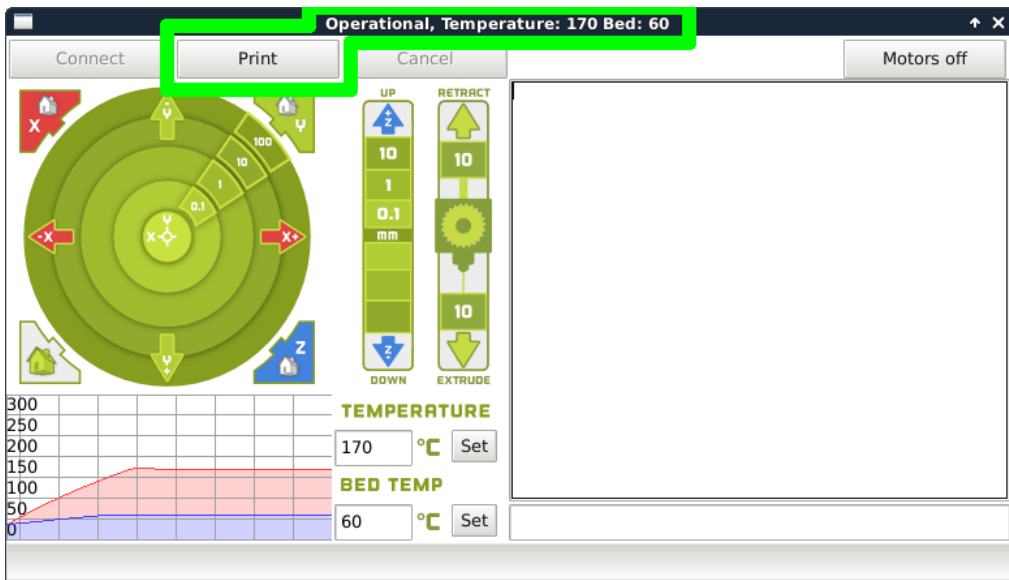 Operational, Temperature: 170 Bed: 60
Connect
Print
Cancel
Motors off
X
-Y
Y
100
10
1
0.1
Y
X
-X
X+
Y+
Z
UP
+Z
10
1
0.1
mm
Z-
DOWN
RETRACT
10
10
EXTRUDE
300
250
200
150
100
50
0
TEMPERATURE
170 °C Set
BED TEMP
60 °C Set